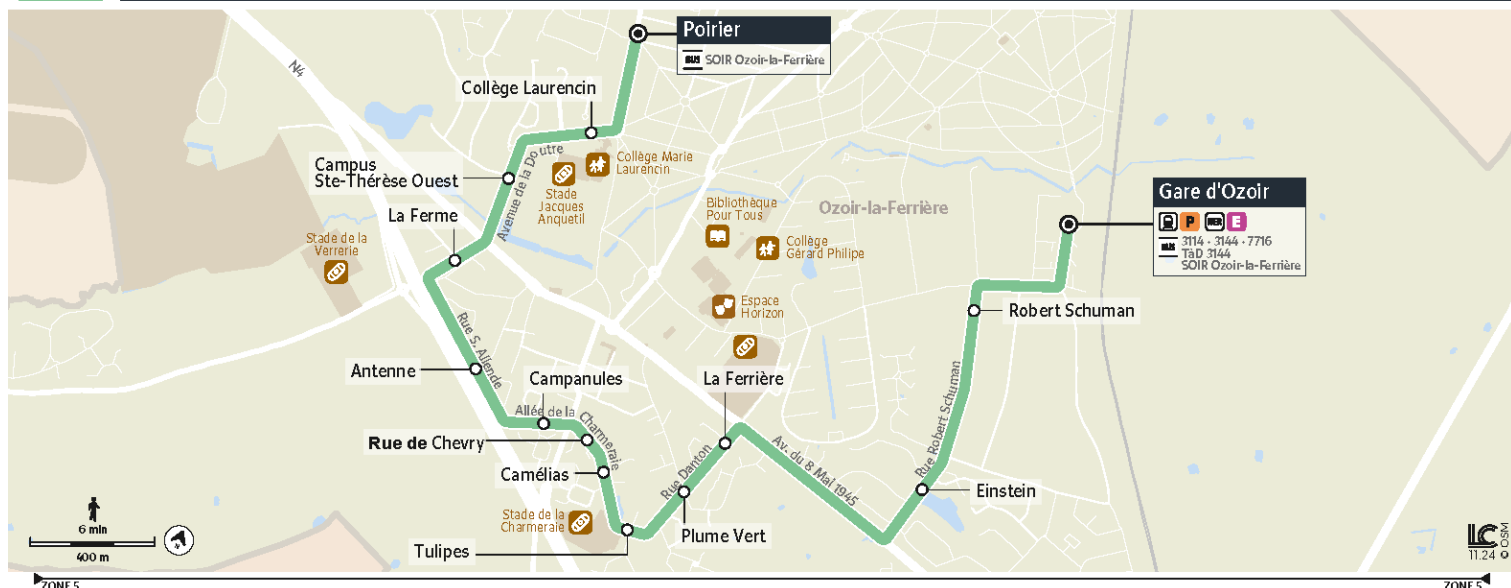 Poirier
BUS SOIR Ozoir-la-Ferrière
N4
Collège Laurencin
Campus
Ste-Thérèse Ouest
Avenue de la Doutre
Collège Marie
Laurencin
Stade
Jacques
Anquetil
La Ferme
Stade de la
Verrerie
Bibliothèque
Pour Tous
Ozoir-la-Ferrière
Collège
Gérard Philipe
Gare d'Ozoir
P RER E
BUS 3114 · 3144 · 7716
TàD 3144
SOIR Ozoir-la-Ferrière
Espace
Horizon
Robert Schuman
Rue S. Allende
Antenne
Campanules
La Ferrière
Allée de la Charmeraie
Rue de Chevry
Camélias
Rue Danton
Av. du 8 Mai 1945
Rue Robert Schuman
Einstein
Stade de la
Charmeraie
Plume Vert
Tulipes
6 min
400 m
LC
11.24 © OSM
ZONE 5
ZONE 5